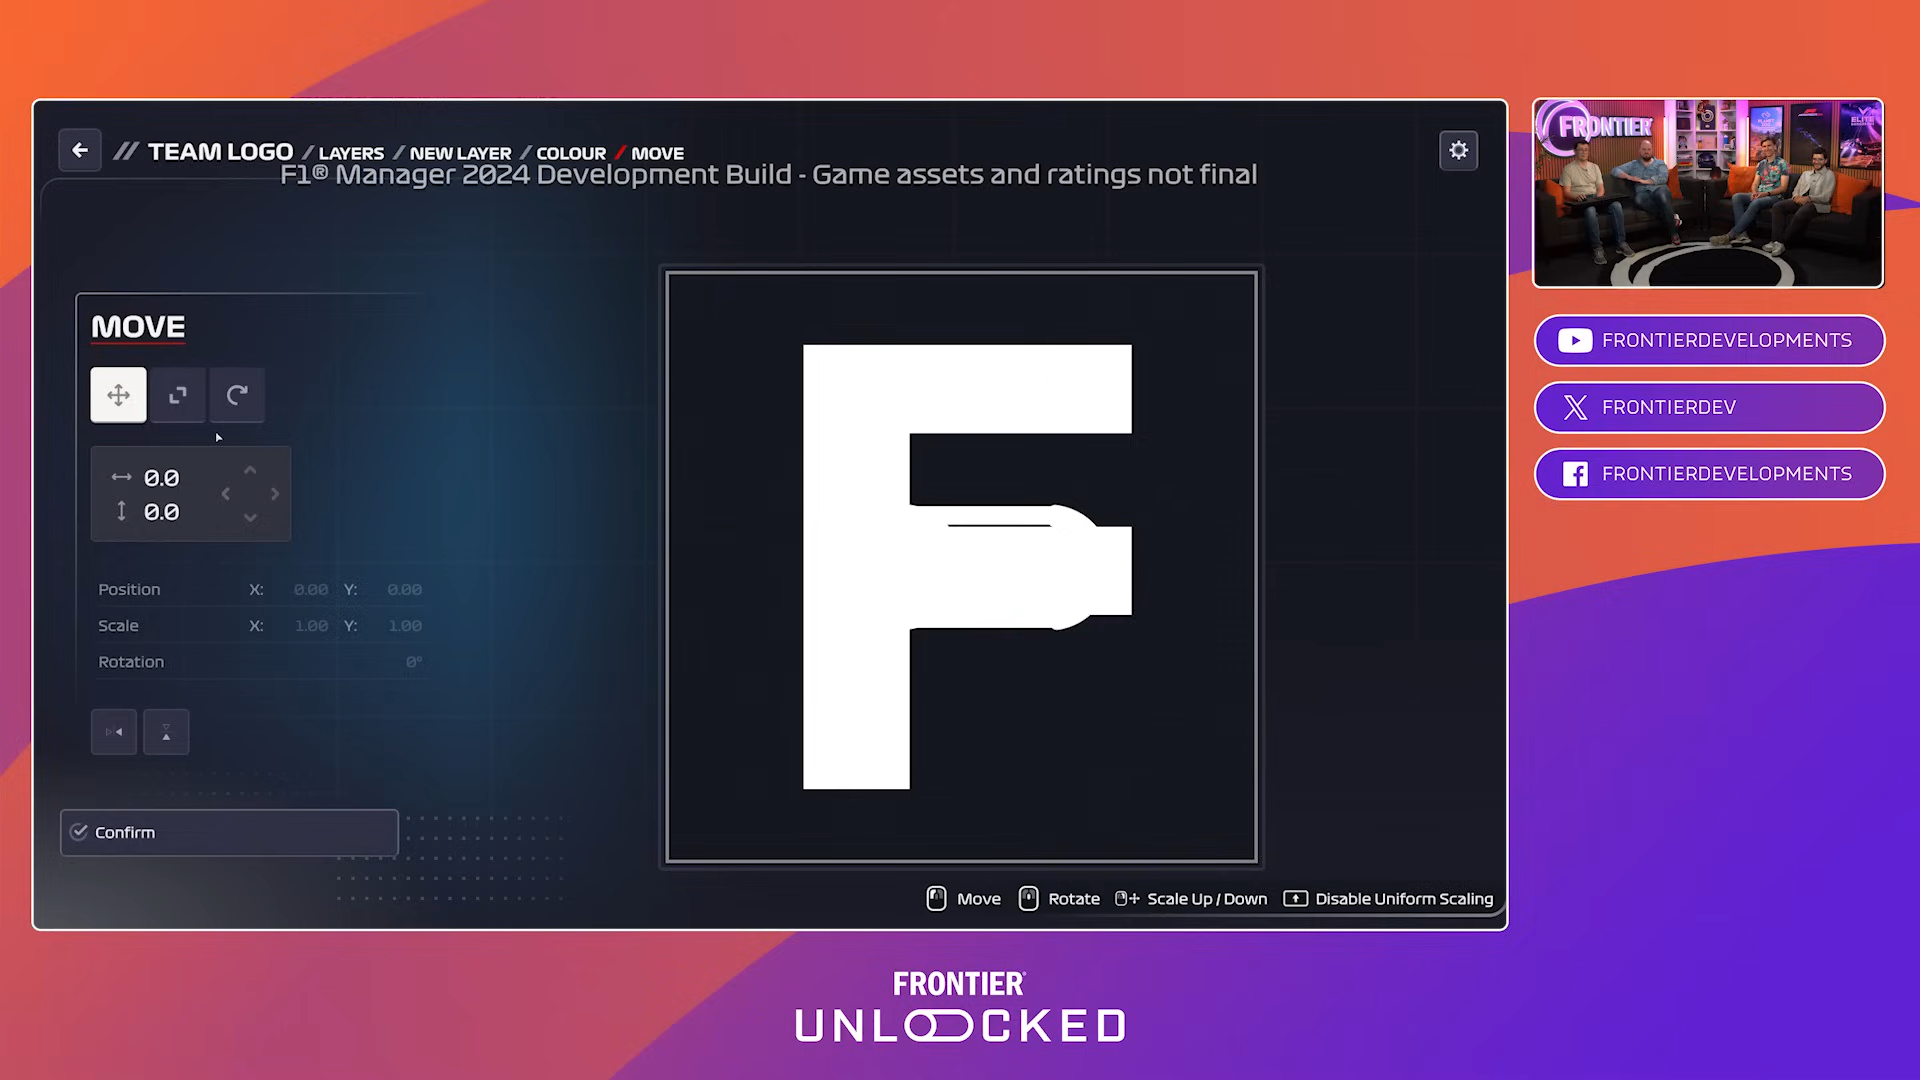 // TEAM LOGO / LAYERS / NEW LAYER / COLOUR / MOVE
F1® Manager 2024 Development Build - Game assets and ratings not final
MOVE
0.0
0.0
Position X: 0.00 Y: 0.00
Scale X: 1.00 Y: 1.00
Rotation 0°
Confirm
F
Move Rotate Scale Up / Down Disable Uniform Scaling
FRONTIER
ELITE
FRONTIERDEVELOPMENTS
FRONTIERDEV
FRONTIERDEVELOPMENTS
FRONTIER
UNLOCKED